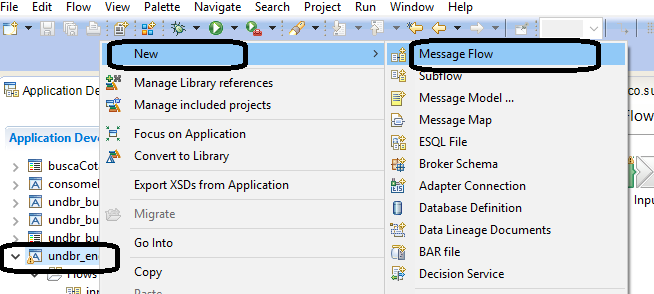 File Edit Flow View Palette Navigate Search Project Run Window Help
New
Message Flow
co.su
Application De
Manage Library references
Subflow
Flow
Manage included projects
Message Model ...
Application Deve
Message Map
Focus on Application
ESQL File
buscaCot
Convert to Library
Broker Schema
consomeI
Export XSDs from Application
Adapter Connection
Inpu
undbr_bu
Migrate
Database Definition
undbr_bu
Data Lineage Documents
undbr_bu
Go Into
BAR file
undbr_en
Copy
Decision Service
Flows
Paste
inp